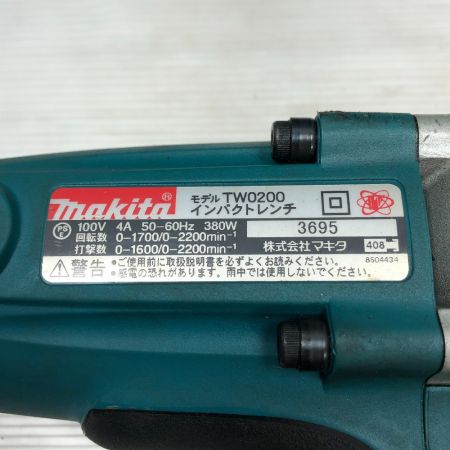 makita® モデル TW0200
インパクトレンチ
PS E 100V 4A 50-60Hz 380W
3695
回転数 0-1700/0-2200min⁻¹
打撃数 0-1600/0-2200min⁻¹
株式会社マキタ 408
⚠警告 •ご使用前に取扱説明書を必ずよくお読みください。
•感電の恐れがあります。雨中では使用しないでください。
8504434